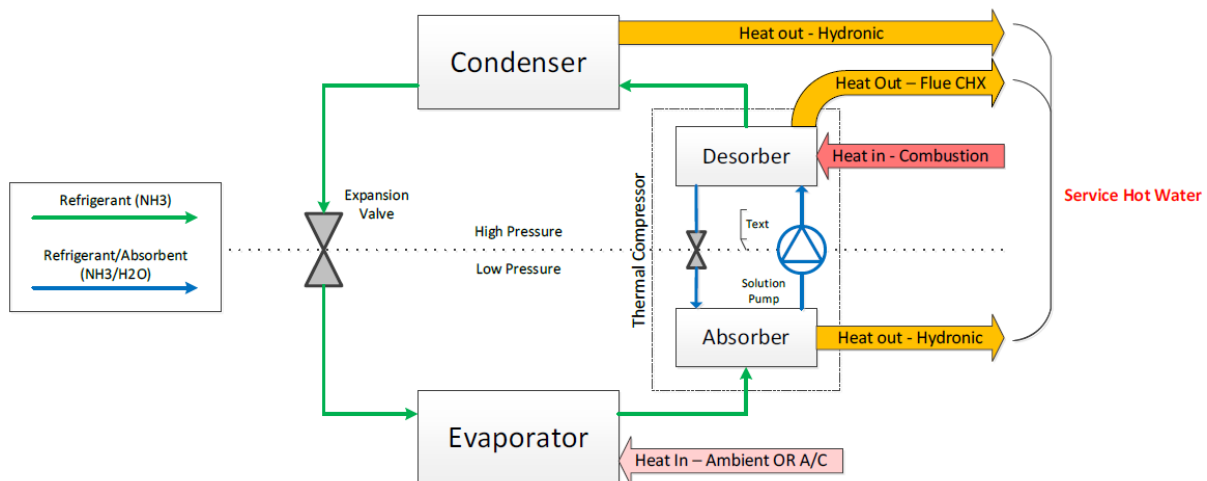 Heat out - Hydronic
Condenser
Heat Out – Flue CHX
Desorber
Heat in - Combustion
Refrigerant (NH3)
Expansion
Valve
Thermal Compressor
Service Hot Water
Text
High Pressure
Refrigerant/Absorbent
(NH3/H2O)
Low Pressure
Solution
Pump
Absorber
Heat out - Hydronic
Evaporator
Heat In – Ambient OR A/C